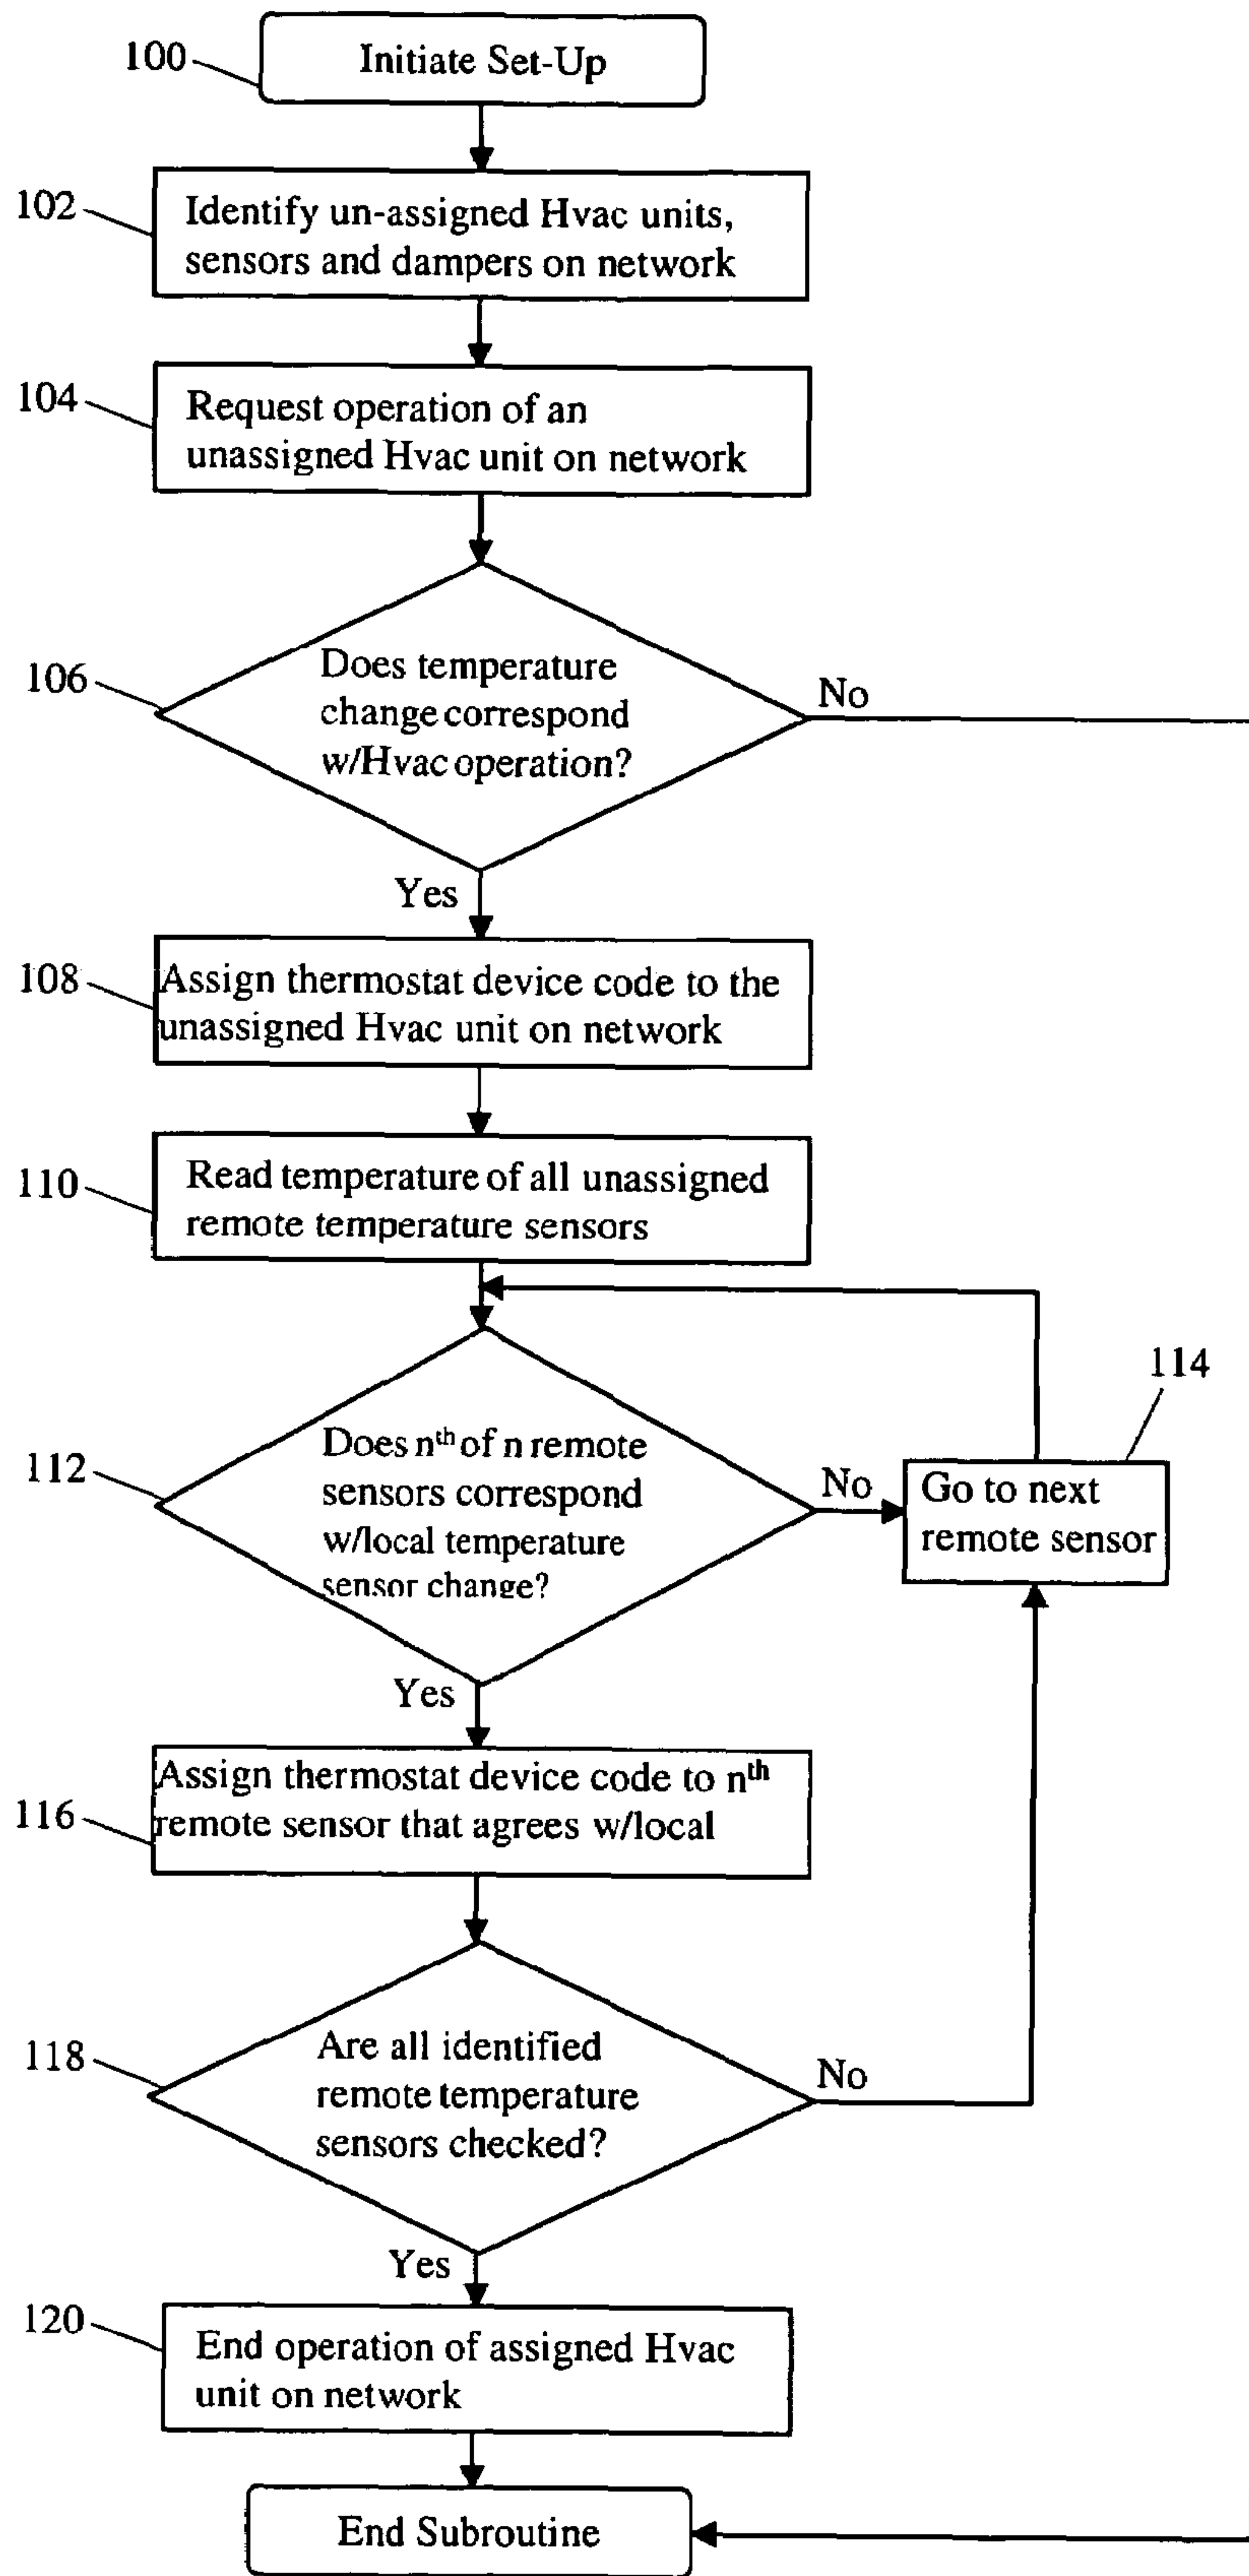 100
Initiate Set-Up
102
Identify un-assigned Hvac units,
sensors and dampers on network
104
Request operation of an
unassigned Hvac unit on network
106
Does temperature
change correspond
w/Hvac operation?
No
Yes
108
Assign thermostat device code to the
unassigned Hvac unit on network
110
Read temperature of all unassigned
remote temperature sensors
112
Does nth of n remote
sensors correspond
w/local temperature
sensor change?
No
114
Go to next
remote sensor
Yes
116
Assign thermostat device code to nth
remote sensor that agrees w/local
118
Are all identified
remote temperature
sensors checked?
No
Yes
120
End operation of assigned Hvac
unit on network
End Subroutine